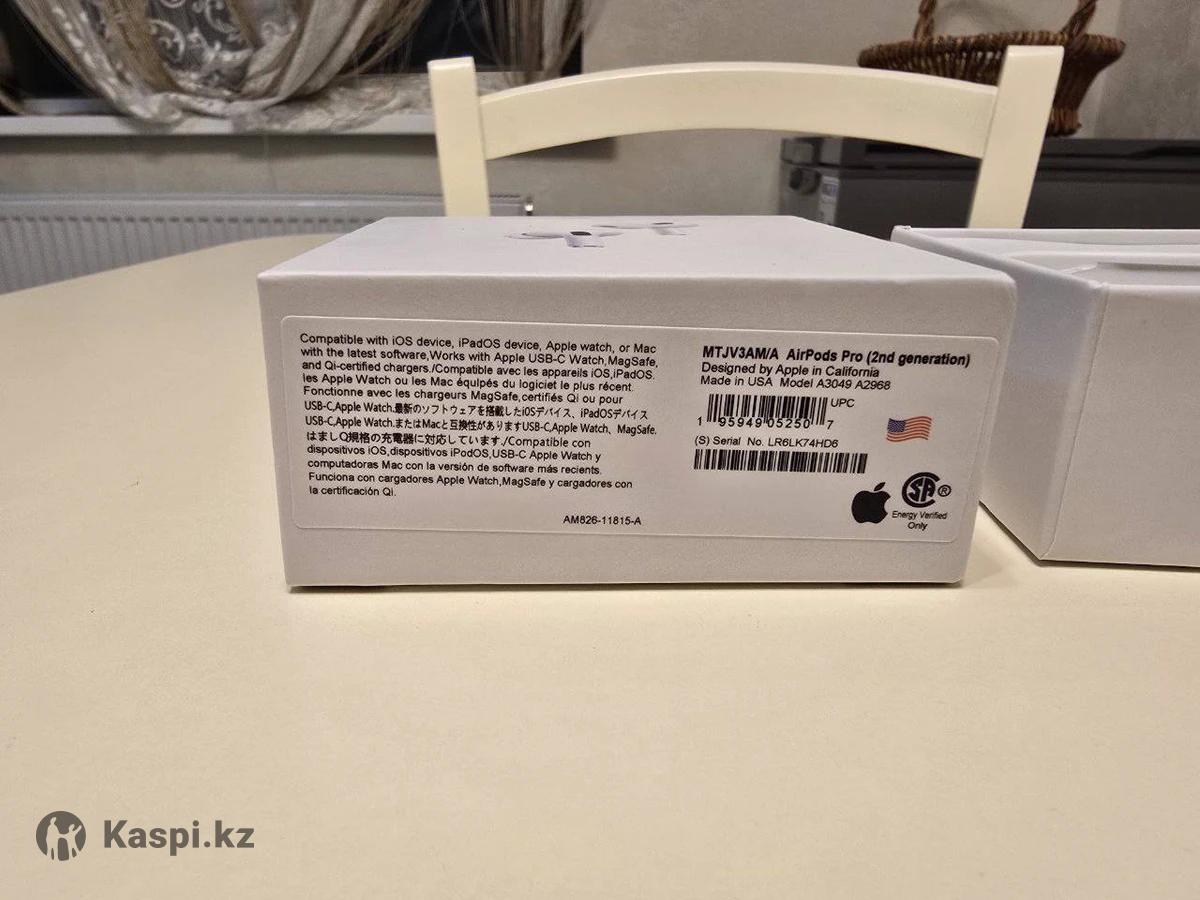 Compatible with iOS device, iPadOS device, Apple watch, or Mac
with the latest software,Works with Apple USB-C Watch,MagSafe,
and Qi-certified chargers./Compatible avec les appareils iOS,iPadOS.
les Apple Watch ou les Mac équipés du logiciet le plus récent.
Fonctionne avec les chargeurs MagSafe,certifiés Qi ou pour
USB-C,Apple Watch.最新のソフトウェアを搭載したiOSデバイス、iPadOSデバイス
USB-C,Apple Watch.またはMacと互換性がありますUSB-C,Apple Watch、MagSafe.
はましQ規格の充電器に対応しています./Compatible con
dispositivos iOS,dispositivos iPodOS,USB-C Apple Watch y
computadoras Mac con la versión de software más recients.
Funciona con cargadores Apple Watch,MagSafe y cargadores con
la certificación Qi.
AM826-11815-A
MTJV3AM/A AirPods Pro (2nd generation)
Designed by Apple in California
Made in USA Model A3049 A2968
UPC
1 95949 05250 7
(S) Serial No. LR6LK74HD6
SA ®
Energy Verified
Only
Kaspi.kz